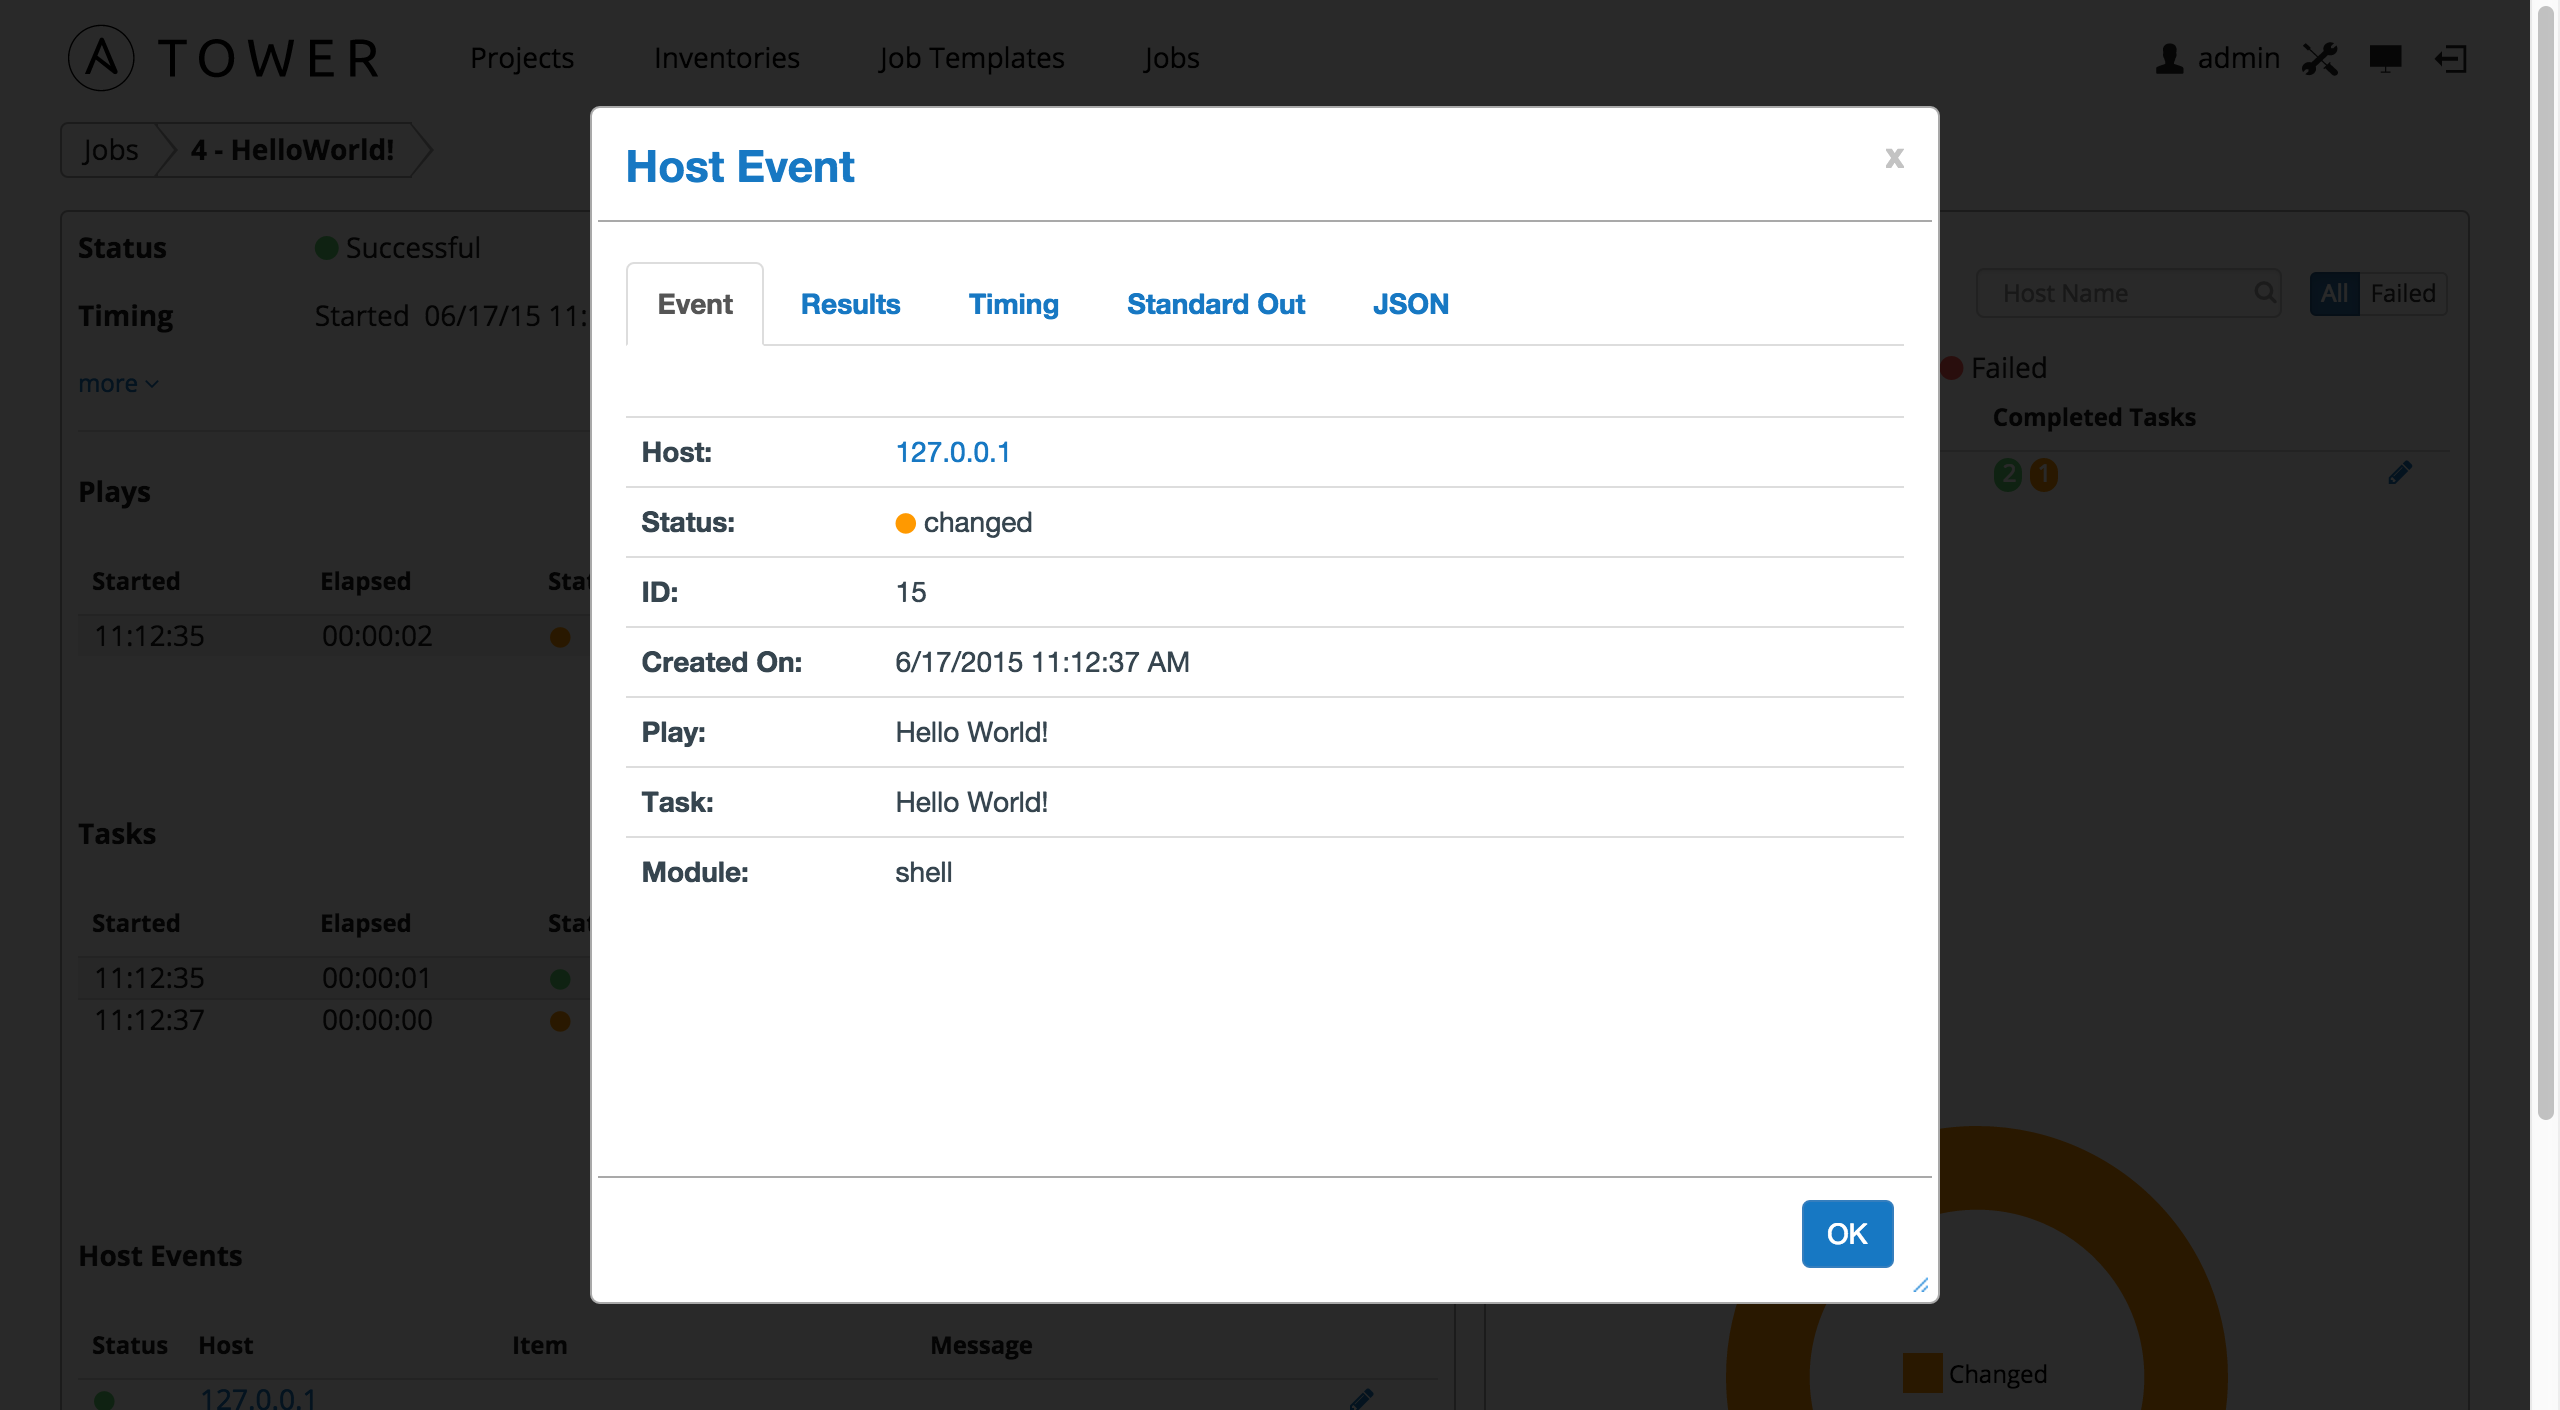 TOWER Projects Inventories Job Templates Jobs admin
Jobs 4 - HelloWorld!
Host Event x
Status Successful
Host Name All Failed
Event Results Timing Standard Out JSON
Timing Started 06/17/15 11:
Failed
more
Completed Tasks
Host: 127.0.0.1
2 1
Plays
Status: changed
Started Elapsed
ID: 15
11:12:35 00:00:02
Created On: 6/17/2015 11:12:37 AM
Play: Hello World!
Task: Hello World!
Tasks
Module: shell
Started Elapsed
11:12:35 00:00:01
11:12:37 00:00:00
OK
Host Events
Status Host Item Message
Changed
127.0.0.1